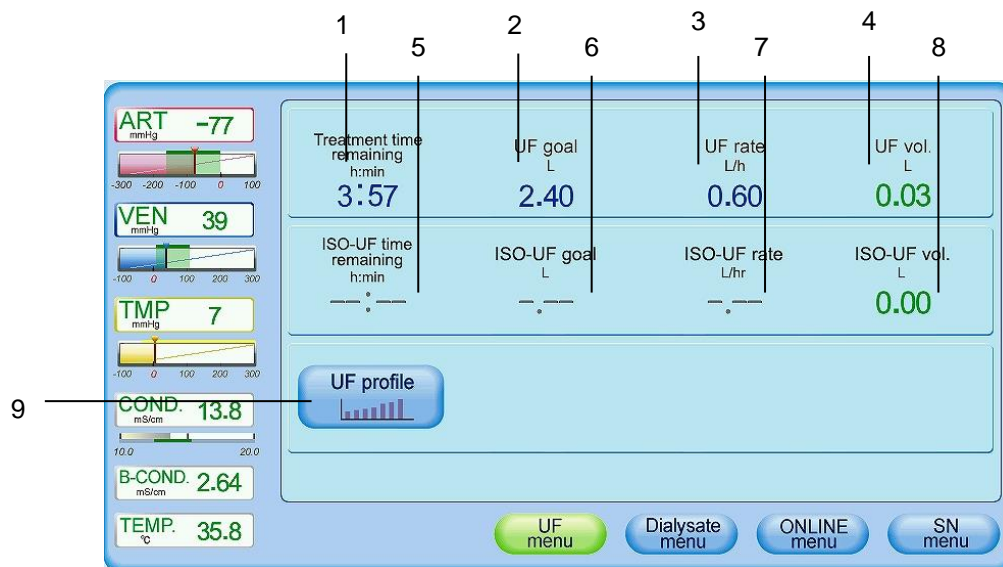 1 2 3 4
5 6 7 8
ART -77
mmHg
-300 -200 -100 0 100
VEN 39
mmHg
-100 0 100 200 300
TMP 7
mmHg
-100 0 100 200 300
9
COND. 13.8
mS/cm
10.0 20.0
B-COND. 2.64
mS/cm
TEMP. 35.8
°C
Treatment time
remaining
h:min
3:57
UF goal
L
2.40
UF rate
L/h
0.60
UF vol.
L
0.03
ISO-UF time
remaining
h:min
--:--
ISO-UF goal
L
-.--
ISO-UF rate
L/hr
-.--
ISO-UF vol.
L
0.00
UF profile
UF
menu
Dialysate
menu
ONLINE
menu
SN
menu